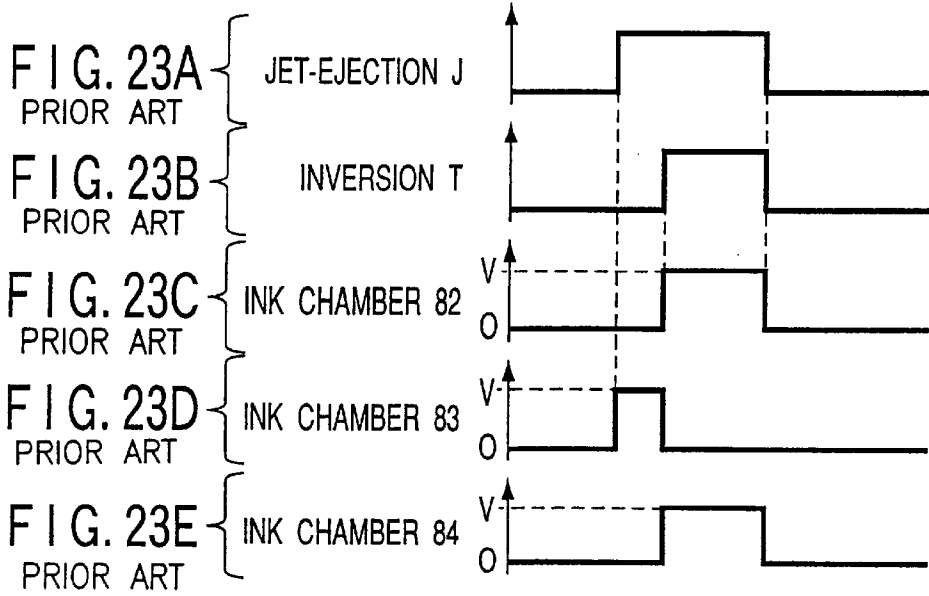 FIG. 23A
PRIOR ART
JET-EJECTION J
FIG. 23B
PRIOR ART
INVERSION T
FIG. 23C
PRIOR ART
INK CHAMBER 82
V
0
FIG. 23D
PRIOR ART
INK CHAMBER 83
V
0
FIG. 23E
PRIOR ART
INK CHAMBER 84
V
0